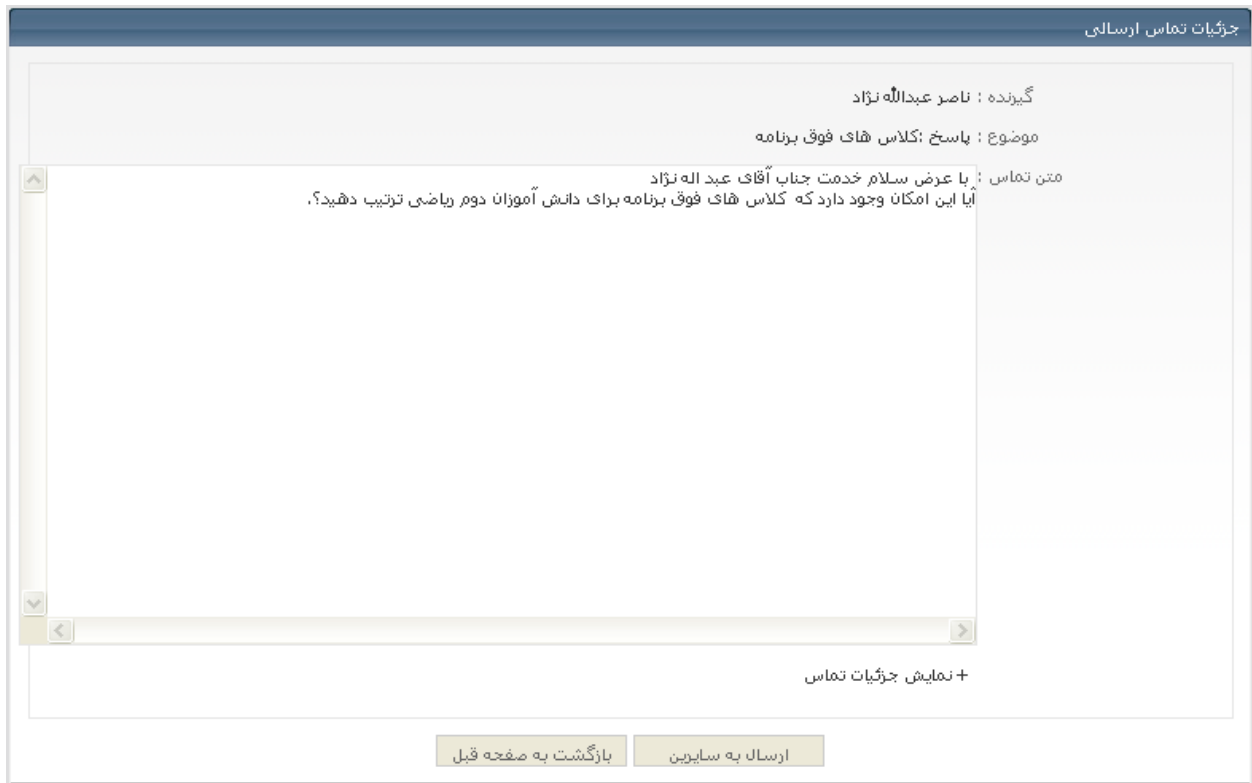 جزئیات تماس ارسالی
گیرنده : ناصر عبدالله نژاد
موضوع : پاسخ :کلاس های فوق برنامه
متن تماس : با عرض سلام خدمت جناب آقای عبد اله نژاد
آیا این امکان وجود دارد که کلاس های فوق برنامه برای دانش آموزان دوم ریاضی ترتیب دهید؟.
+ نمایش جزئیات تماس
ارسال به سایرین
بازگشت به صفحه قبل